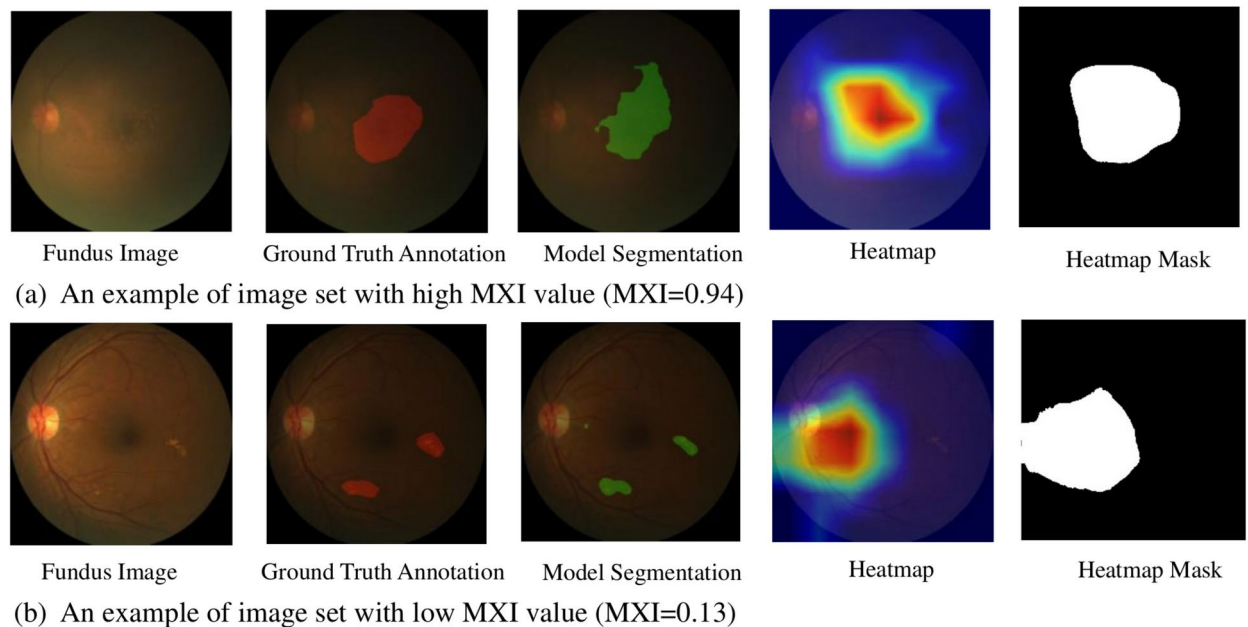 Fundus Image
Ground Truth Annotation
Model Segmentation
Heatmap
Heatmap Mask
(a) An example of image set with high MXI value (MXI=0.94)
Fundus Image
Ground Truth Annotation
Model Segmentation
Heatmap
Heatmap Mask
(b) An example of image set with low MXI value (MXI=0.13)